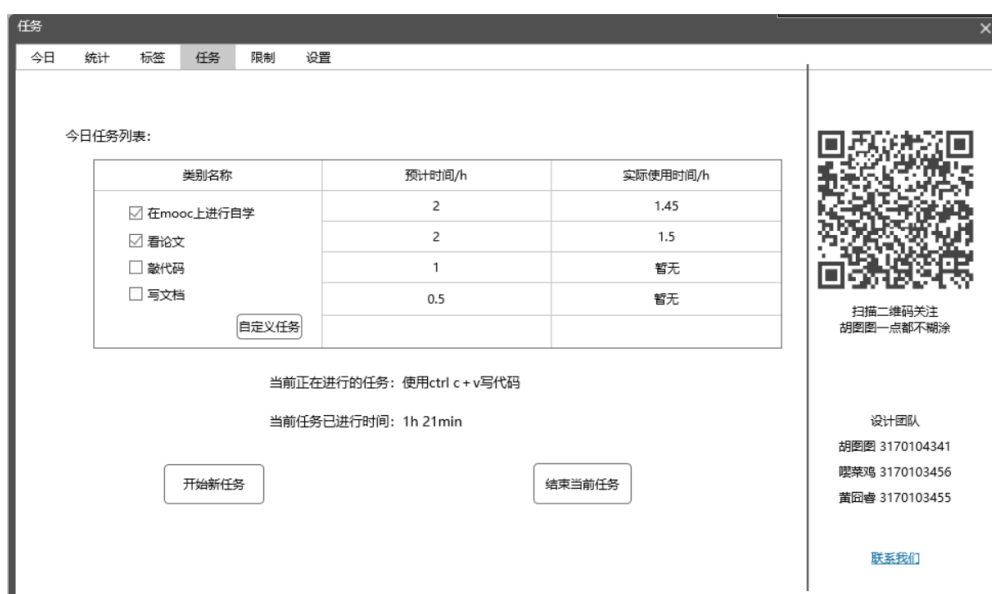 任务
今日 统计 标签 任务 限制 设置
今日任务列表：
类别名称 预计时间/h 实际使用时间/h
在mooc上进行自学 2 1.45
看论文 2 1.5
敲代码 1 暂无
写文档 0.5 暂无
自定义任务
当前正在进行的任务：使用ctrl c + v写代码
当前任务已进行时间：1h 21min
开始新任务 结束当前任务
扫描二维码关注
胡图图一点都不糊涂
设计团队
胡图图 3170104341
嘤菜鸡 3170103456
黄囧睿 3170103455
联系我们